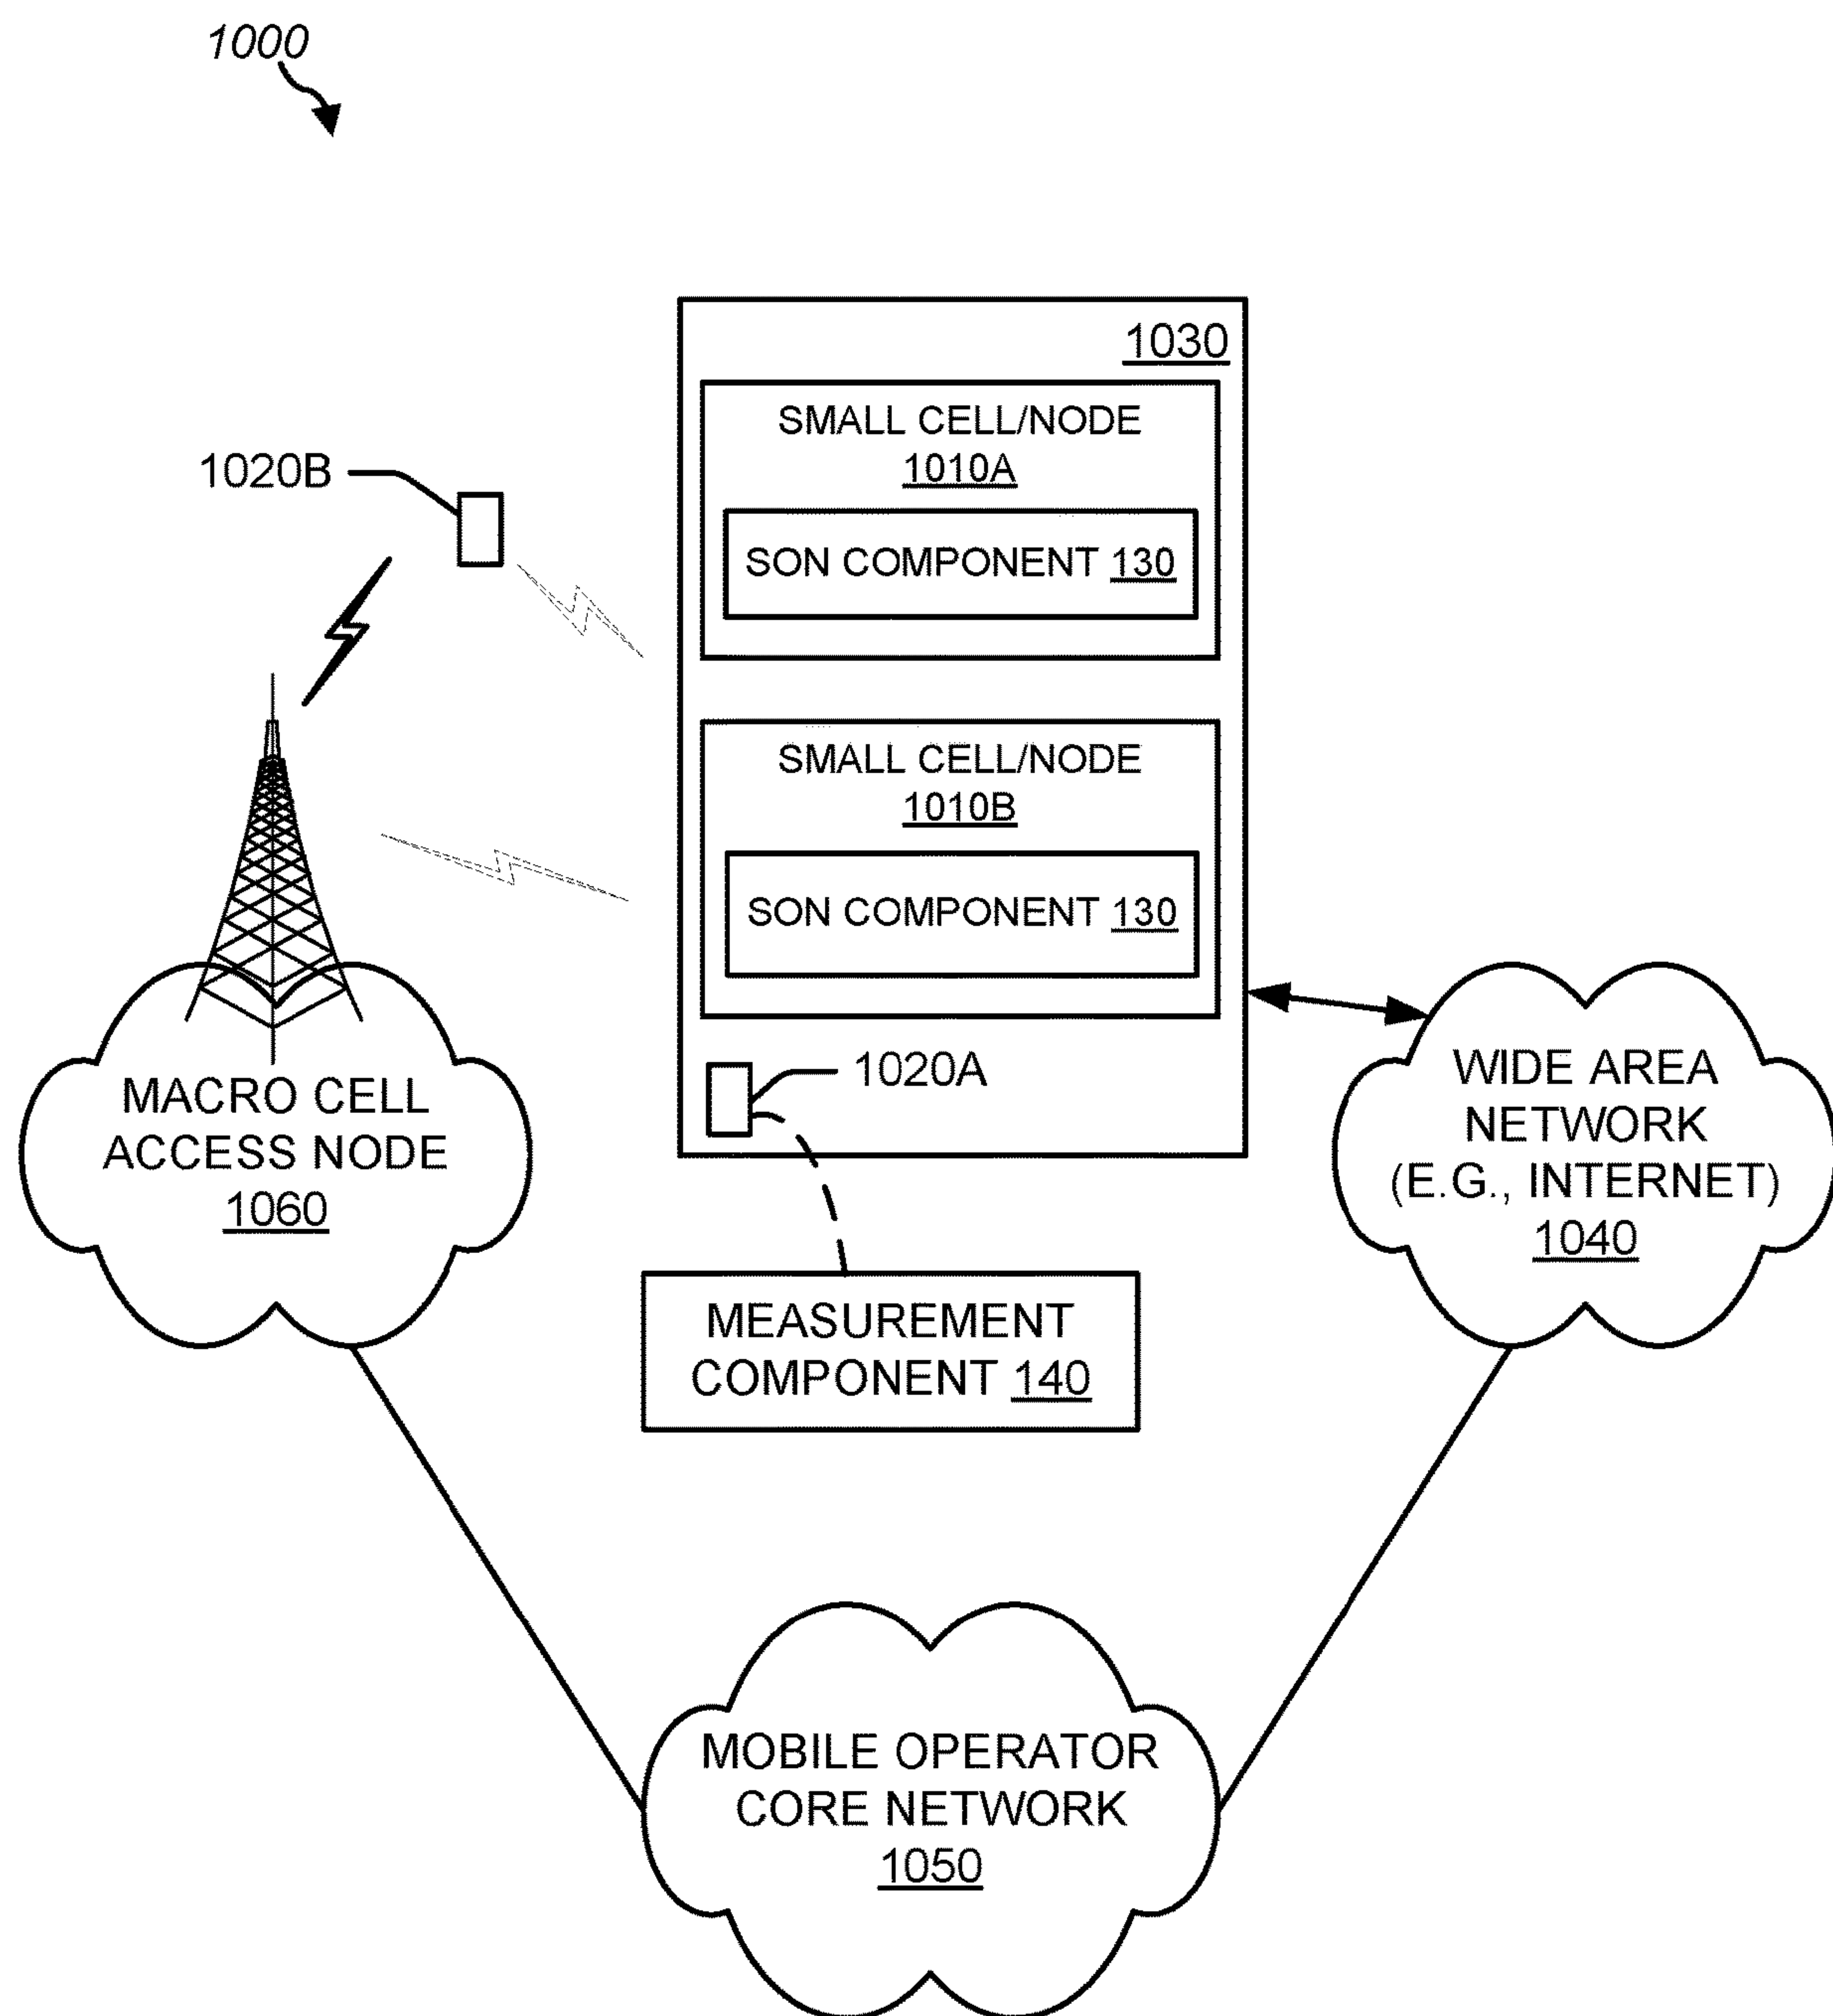 1000
1030
SMALL CELL/NODE
1010A
SON COMPONENT 130
1020B
SMALL CELL/NODE
1010B
SON COMPONENT 130
1020A
MACRO CELL
ACCESS NODE
1060
WIDE AREA
NETWORK
(E.G., INTERNET)
1040
MEASUREMENT
COMPONENT 140
MOBILE OPERATOR
CORE NETWORK
1050